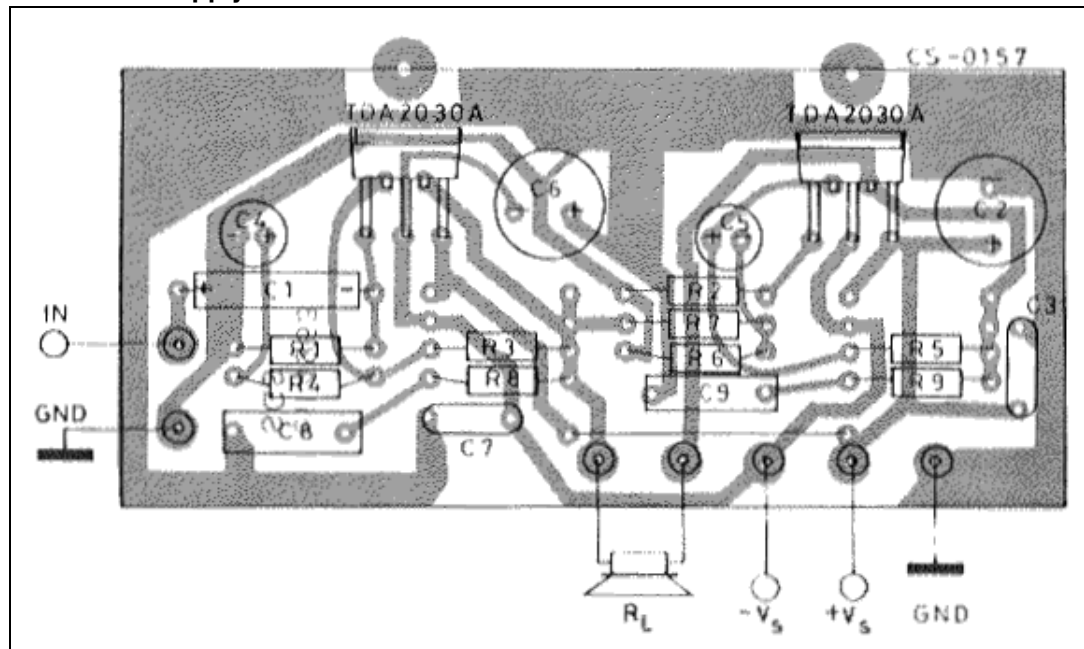 CS-0157
TDA2030A
TDA2030A
C6
C4
C5
C2
C1
R2
C3
IN
R7
R1
R3
R6
R5
R4
R8
C9
R9
GND
C8
C7
RL
-Vs
+Vs
GND